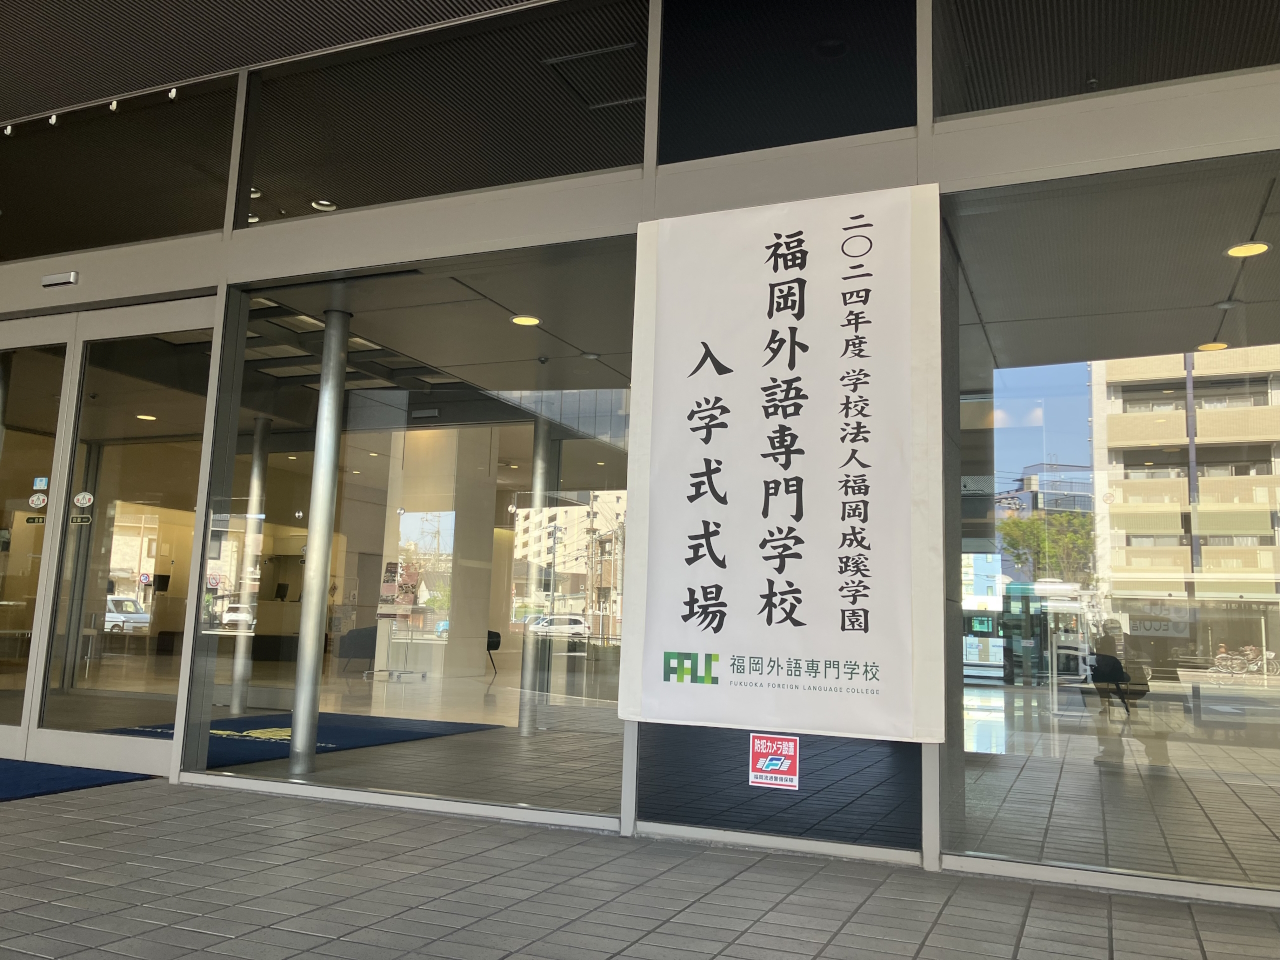 二〇二四年度 学校法人福岡成蹊学園
福岡外語専門学校
入学式式場
FFLC 福岡外語専門学校
FUKUOKA FOREIGN LANGUAGE COLLEGE
防犯カメラ設置